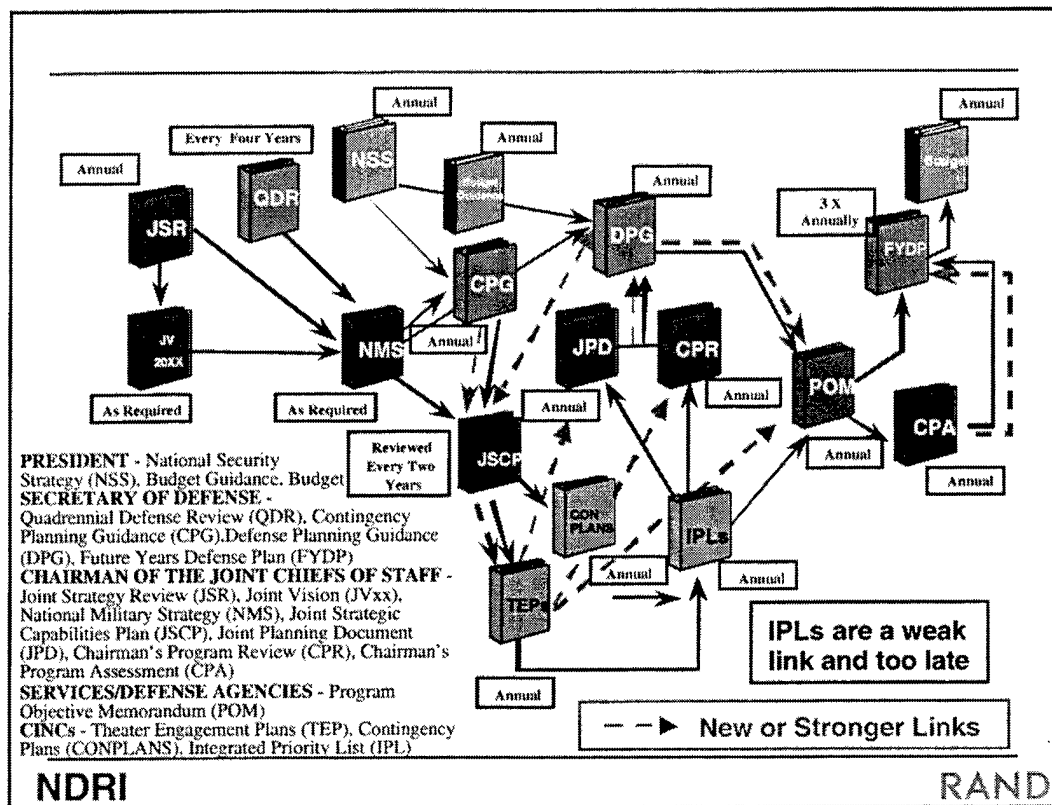 Annual
Annual
Every Four Years
NSS
Annual
Annual
QDR
Annual
3 X
Annually
JSR
DPG
FYDP
CPG
JV
20XX
NMS
Annual
JPD
CPR
POM
As Required
As Required
Annual
Annual
CPA
Reviewed
Every Two
Years
JSCP
Annual
Annual
CON
PLANS
IPLs
TEPs
Annual
Annual
Annual
PRESIDENT - National Security
Strategy (NSS), Budget Guidance, Budget
SECRETARY OF DEFENSE -
Quadrennial Defense Review (QDR), Contingency
Planning Guidance (CPG).Defense Planning Guidance
(DPG), Future Years Defense Plan (FYDP)
CHAIRMAN OF THE JOINT CHIEFS OF STAFF -
Joint Strategy Review (JSR), Joint Vision (JVxx),
National Military Strategy (NMS), Joint Strategic
Capabilities Plan (JSCP), Joint Planning Document
(JPD), Chairman's Program Review (CPR), Chairman's
Program Assessment (CPA)
SERVICES/DEFENSE AGENCIES - Program
Objective Memorandum (POM)
CINCs - Theater Engagement Plans (TEP), Contingency
Plans (CONPLANS), Integrated Priority List (IPL)
IPLs are a weak
link and too late
New or Stronger Links
NDRI
RAND